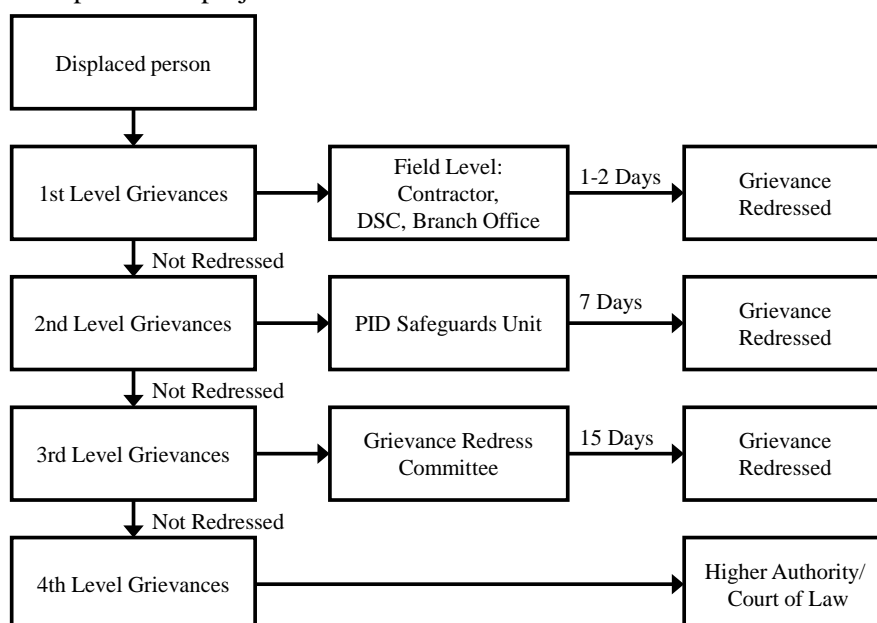 Displaced person
1st Level Grievances
Field Level:
Contractor,
DSC, Branch Office
1-2 Days
Grievance
Redressed
Not Redressed
2nd Level Grievances
PID Safeguards Unit
7 Days
Grievance
Redressed
Not Redressed
3rd Level Grievances
Grievance Redress
Committee
15 Days
Grievance
Redressed
Not Redressed
4th Level Grievances
Higher Authority/
Court of Law